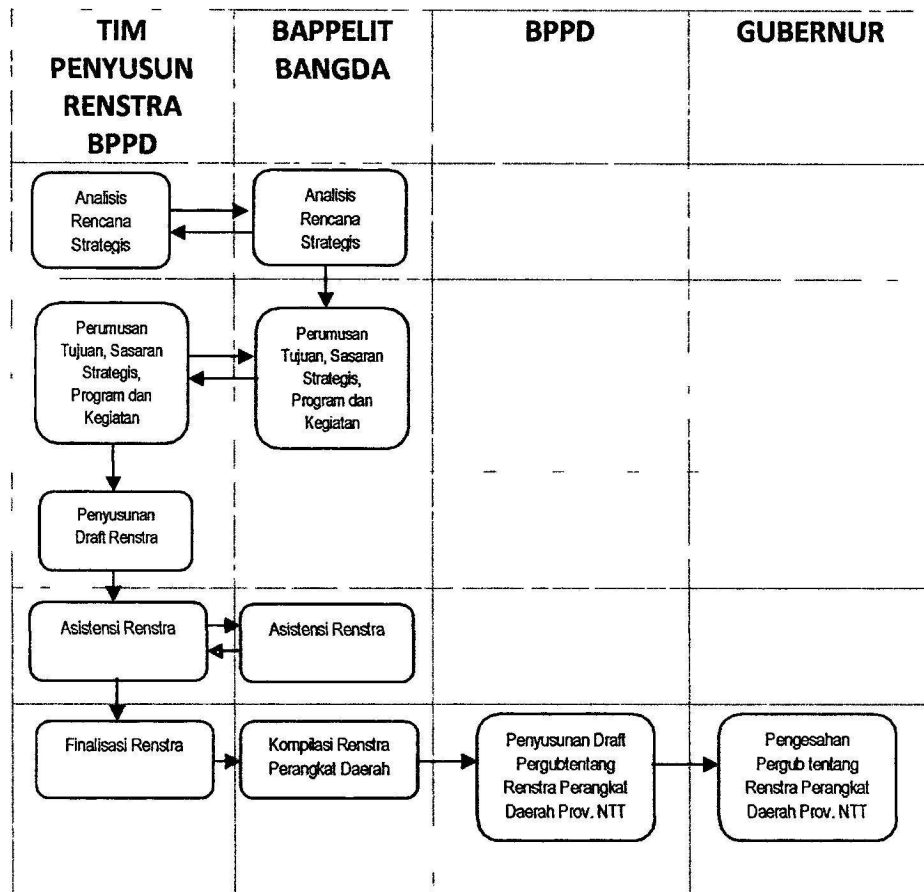 TIM
PENYUSUN
RENSTRA
BPPD
BAPPELIT
BANGDA
BPPD
GUBERNUR
Analisis
Rencana
Strategis
Analisis
Rencana
Strategis
Perumusan
Tujuan, Sasaran
Strategis,
Program dan
Kegiatan
Perumusan
Tujuan, Sasaran
Strategis,
Program dan
Kegiatan
Penyusunan
Draft Renstra
Asistensi Renstra
Asistensi Renstra
Finalisasi Renstra
Kompilasi Renstra
Perangkat Daerah
Penyusunan Draft
Pergubtentang
Renstra Perangkat
Daerah Prov. NTT
Pengesahan
Pergub tentang
Renstra Perangkat
Daerah Prov. NTT